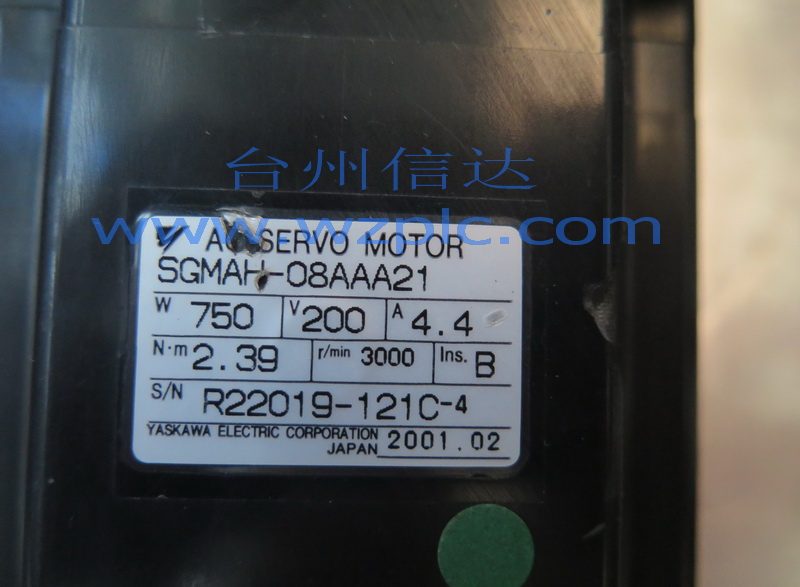 台州信达
www.wzplc.com
AC SERVO MOTOR
SGMAH-08AAA21
W 750 V 200 A 4.4
N·m 2.39 r/min 3000 Ins. B
S/N R22019-121C-4
YASKAWA ELECTRIC CORPORATION
JAPAN 2001.02